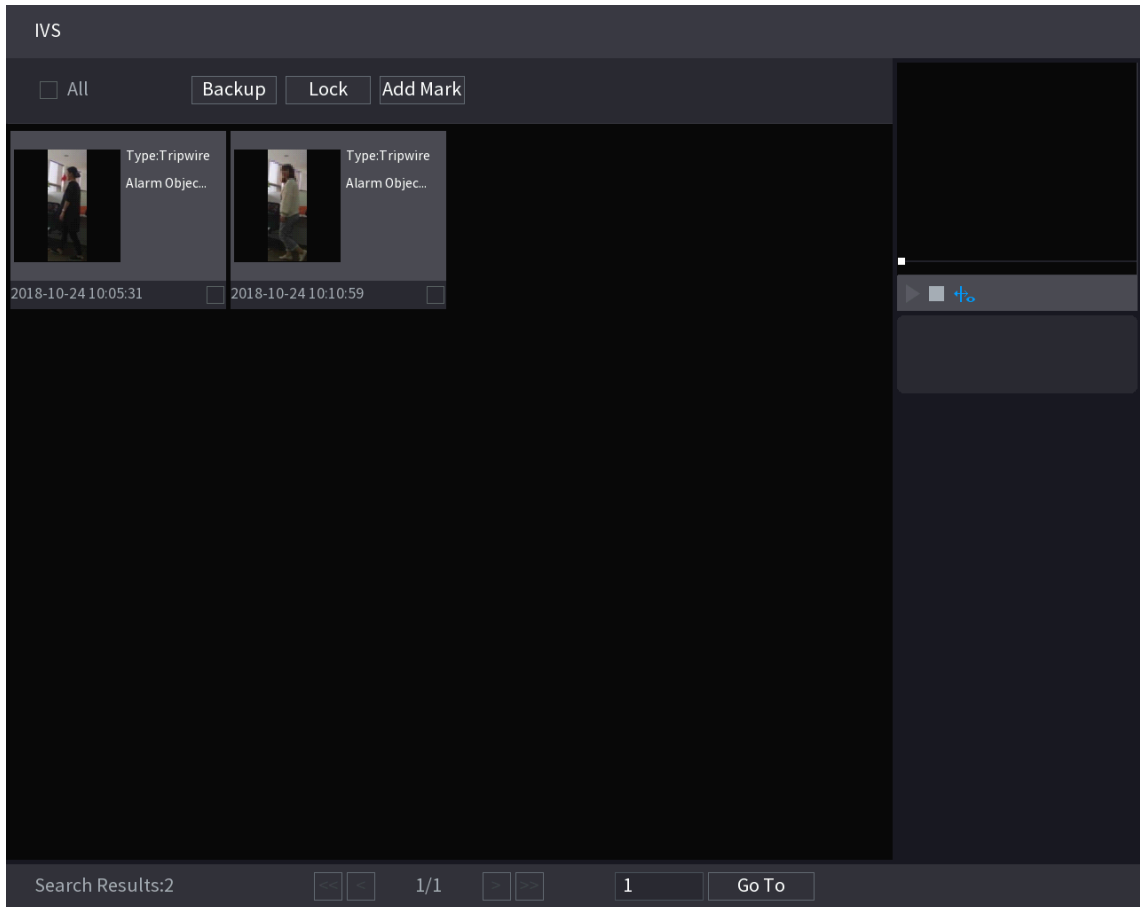 IVS
All
Backup
Lock
Add Mark
Type:Tripwire
Alarm Objec...
2018-10-24 10:05:31
Type:Tripwire
Alarm Objec...
2018-10-24 10:10:59
Search Results:2
<<
<
1/1
>
>>
1
Go To